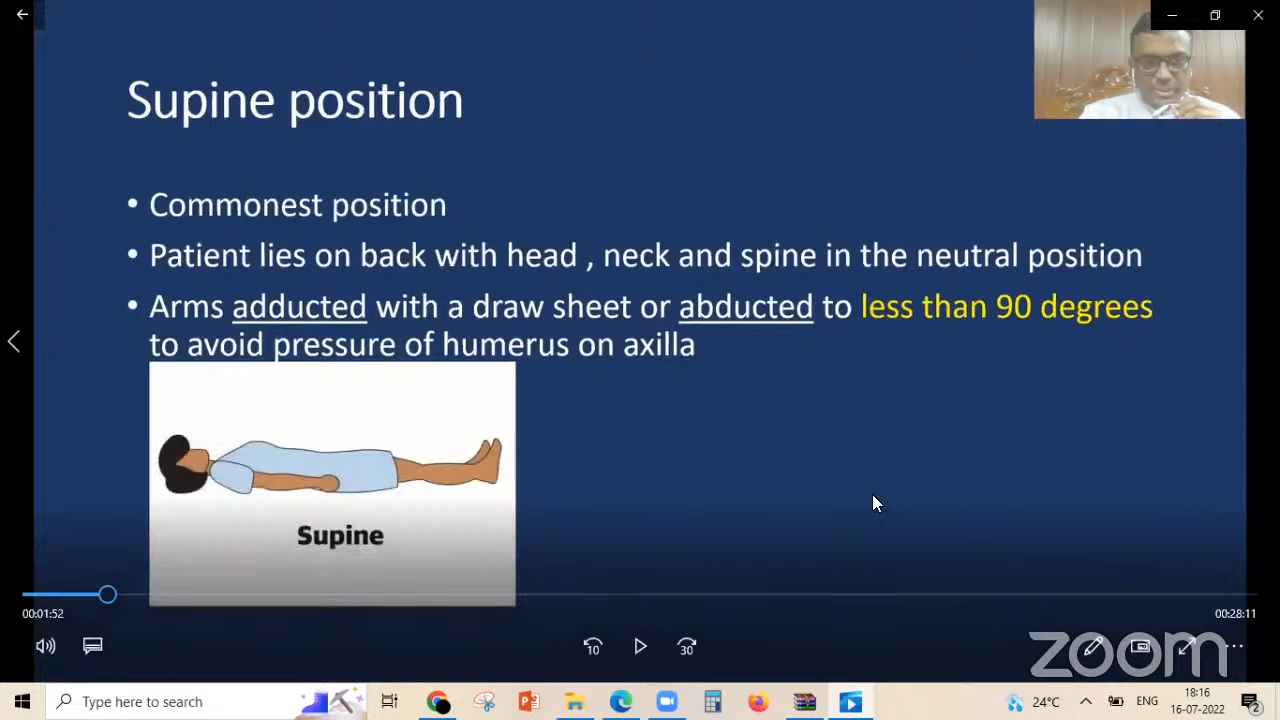 Supine position
• Commonest position
• Patient lies on back with head , neck and spine in the neutral position
• Arms adducted with a draw sheet or abducted to less than 90 degrees
to avoid pressure of humerus on axilla
Supine
00:01:52
00:28:11
10
30
zoom
Type here to search
24°C
ENG
18:16
16-07-2022
2